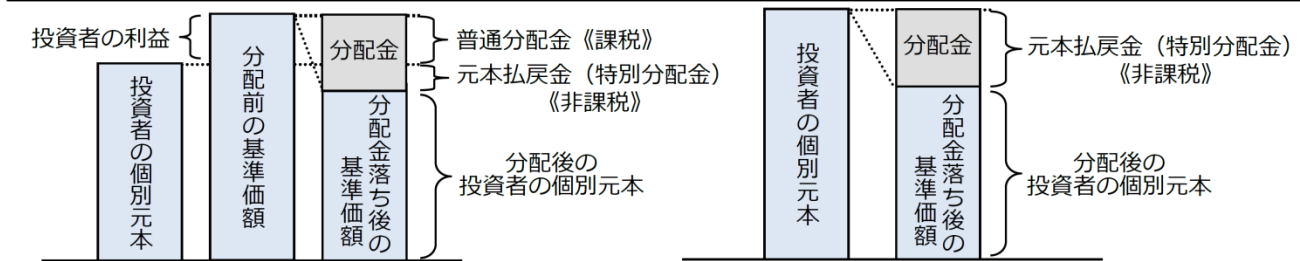 投資者の利益
投資者の個別元本
分配前の基準価額
分配金
普通分配金《課税》
元本払戻金（特別分配金）
《非課税》
分配金落ち後の
基準価額
分配後の
投資者の個別元本
投資者の個別元本
分配金
元本払戻金（特別分配金）
《非課税》
分配金落ち後の
基準価額
分配後の
投資者の個別元本